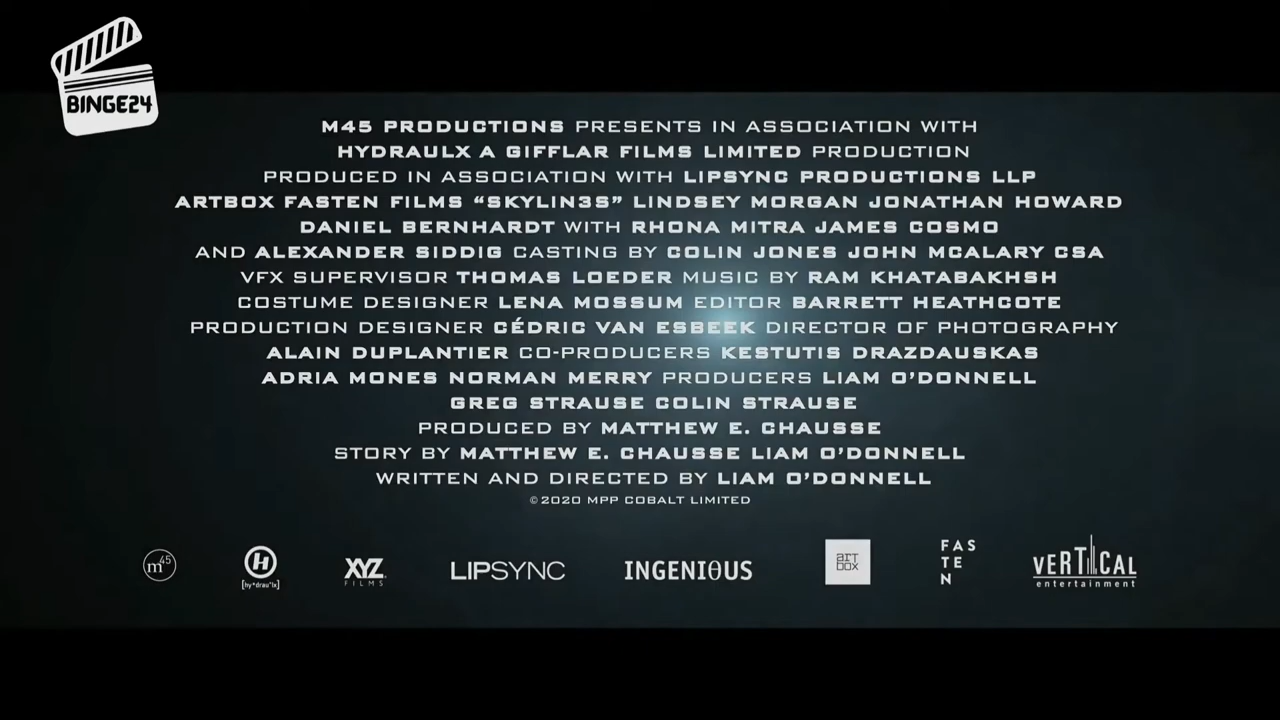 BINGE24
M45 PRODUCTIONS PRESENTS IN ASSOCIATION WITH
HYDRAULX A GIFFLAR FILMS LIMITED PRODUCTION
PRODUCED IN ASSOCIATION WITH LIPSYNC PRODUCTIONS LLP
ARTBOX FASTEN FILMS “SKYLIN3S” LINDSEY MORGAN JONATHAN HOWARD
DANIEL BERNHARDT WITH RHONA MITRA JAMES COSMO
AND ALEXANDER SIDDIG CASTING BY COLIN JONES JOHN MCALARY CSA
VFX SUPERVISOR THOMAS LOEDER MUSIC BY RAM KHATABAKHSH
COSTUME DESIGNER LENA MOSSUM EDITOR BARRETT HEATHCOTE
PRODUCTION DESIGNER CÉDRIC VAN ESBEEK DIRECTOR OF PHOTOGRAPHY
ALAIN DUPLANTIER CO-PRODUCERS KESTUTIS DRAZDAUSKAS
ADRIA MONES NORMAN MERRY PRODUCERS LIAM O’DONNELL
GREG STRAUSE COLIN STRAUSE
PRODUCED BY MATTHEW E. CHAUSSE
STORY BY MATTHEW E. CHAUSSE LIAM O’DONNELL
WRITTEN AND DIRECTED BY LIAM O’DONNELL
©2020 MPP COBALT LIMITED
m45
H
[hy*drau*lx]
XYZ
FILMS
LIPSYNC
INGENIOUS
art
box
FAS
TE
N
VERTICAL
entertainment